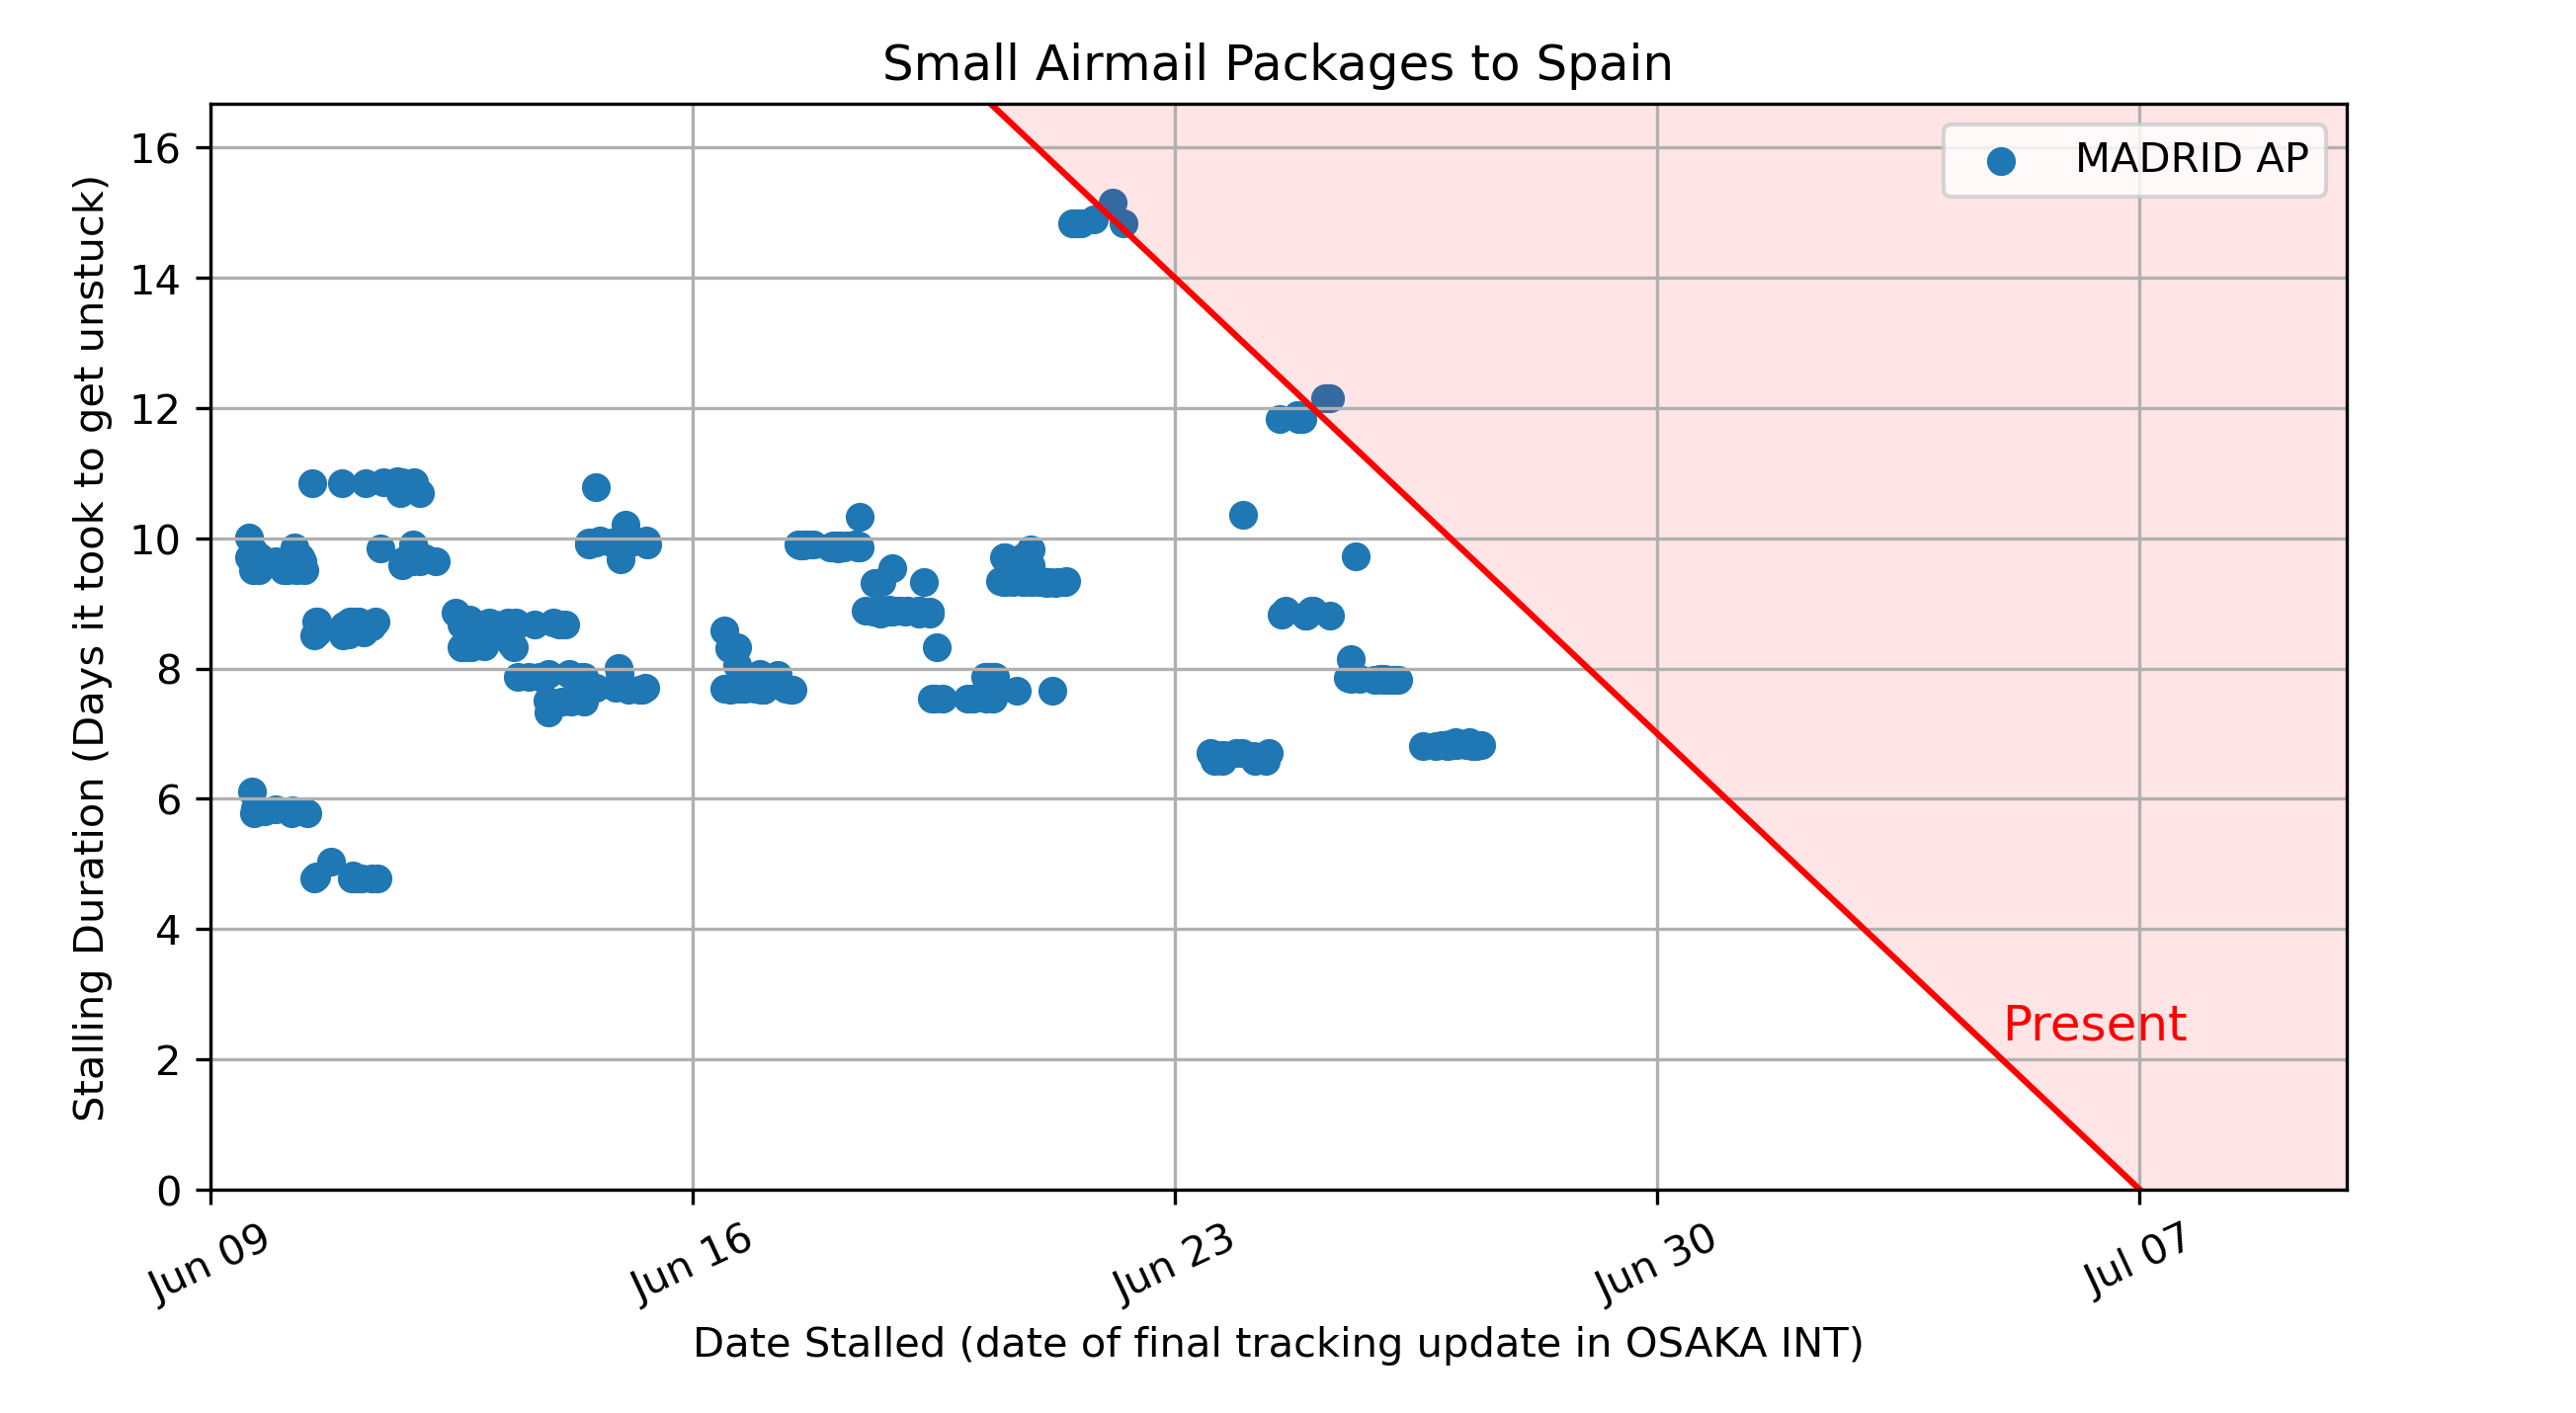 Small Airmail Packages to Spain
MADRID AP
Stalling Duration (Days it took to get unstuck)
16
14
12
10
8
6
4
2
0
Present
Jun 09
Jun 16
Jun 23
Jun 30
Jul 07
Date Stalled (date of final tracking update in OSAKA INT)